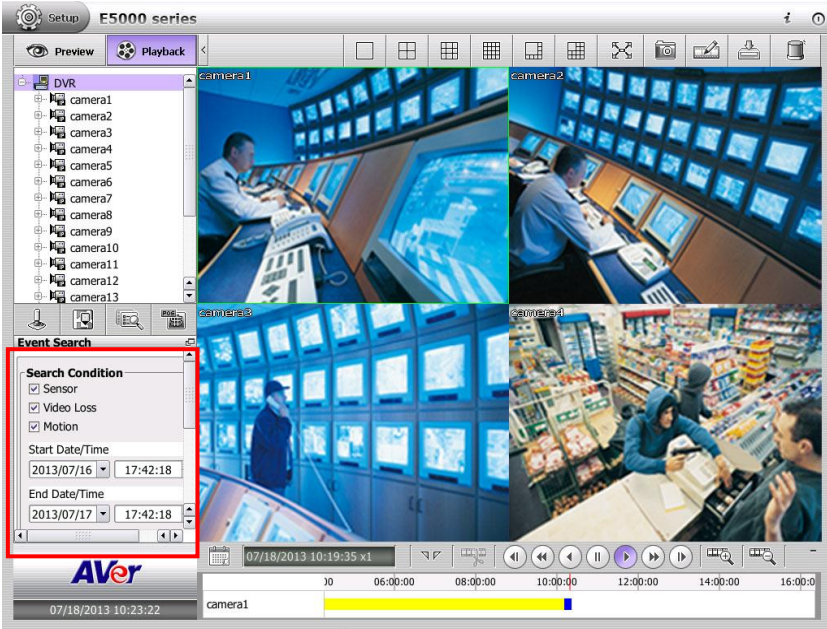 Setup E5000 series i
Preview Playback <
DVR
camera1
camera2
camera3
camera4
camera5
camera6
camera7
camera8
camera9
camera10
camera11
camera12
camera13
camera1
camera2
camera3
camera4
POS
Event Search
Search Condition
Sensor
Video Loss
Motion
Start Date/Time
2013/07/16 17:42:18
End Date/Time
2013/07/17 17:42:18
AVer
07/18/2013 10:23:22
07/18/2013 10:19:35 x1
06:00:00 08:00:00 10:00:00 12:00:00 14:00:00 16:00:0
camera1